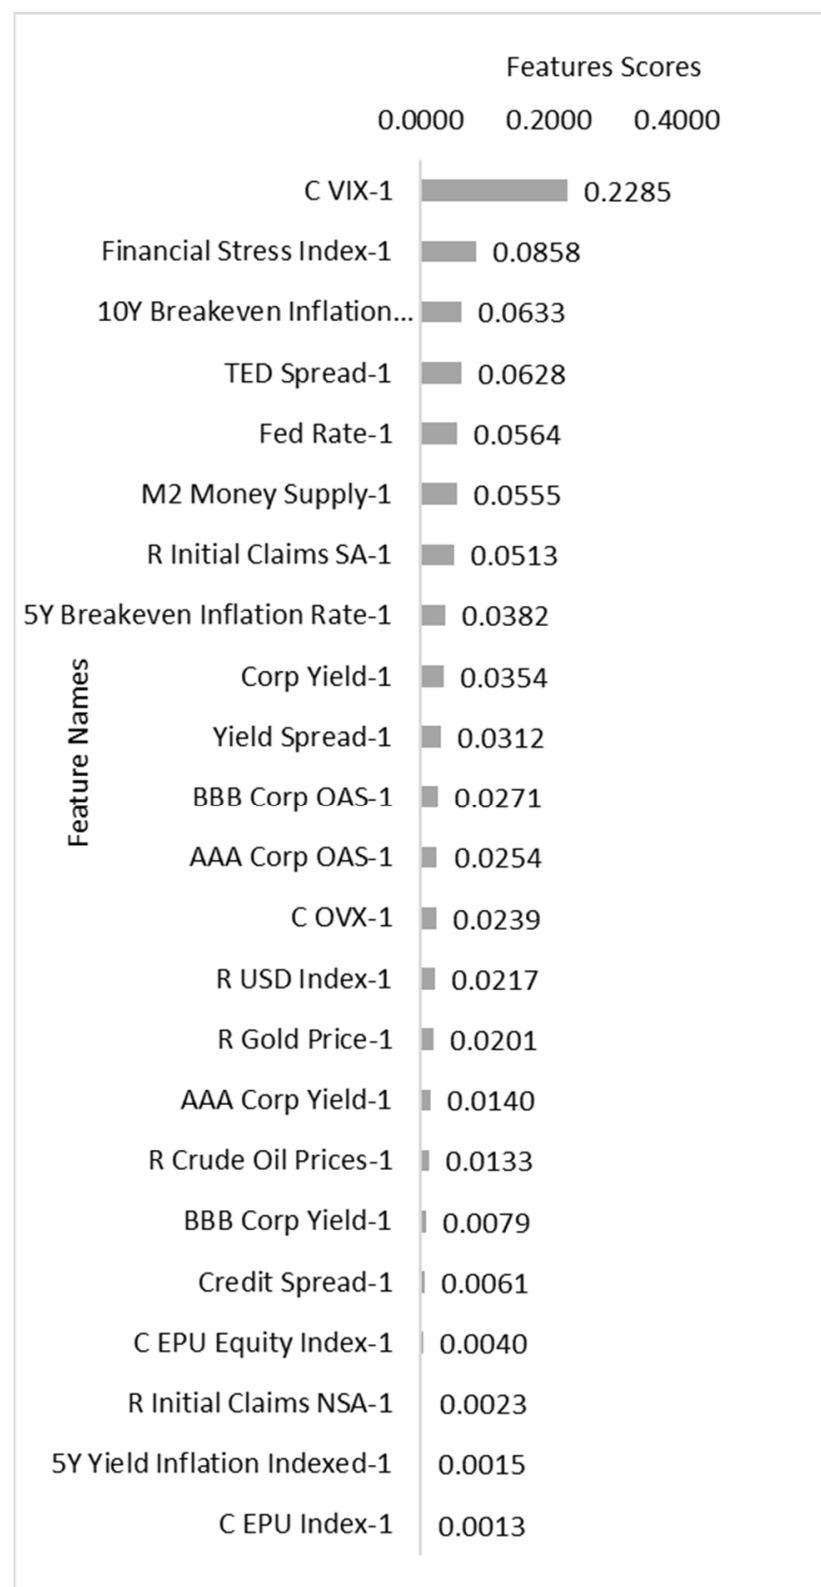 Features Scores
0.0000 0.2000 0.4000
C VIX-1 0.2285
Financial Stress Index-1 0.0858
10Y Breakeven Inflation... 0.0633
TED Spread-1 0.0628
Fed Rate-1 0.0564
M2 Money Supply-1 0.0555
R Initial Claims SA-1 0.0513
5Y Breakeven Inflation Rate-1 0.0382
Corp Yield-1 0.0354
Yield Spread-1 0.0312
BBB Corp OAS-1 0.0271
AAA Corp OAS-1 0.0254
C OVX-1 0.0239
R USD Index-1 0.0217
R Gold Price-1 0.0201
AAA Corp Yield-1 0.0140
R Crude Oil Prices-1 0.0133
BBB Corp Yield-1 0.0079
Credit Spread-1 0.0061
C EPU Equity Index-1 0.0040
R Initial Claims NSA-1 0.0023
5Y Yield Inflation Indexed-1 0.0015
C EPU Index-1 0.0013
Feature Names